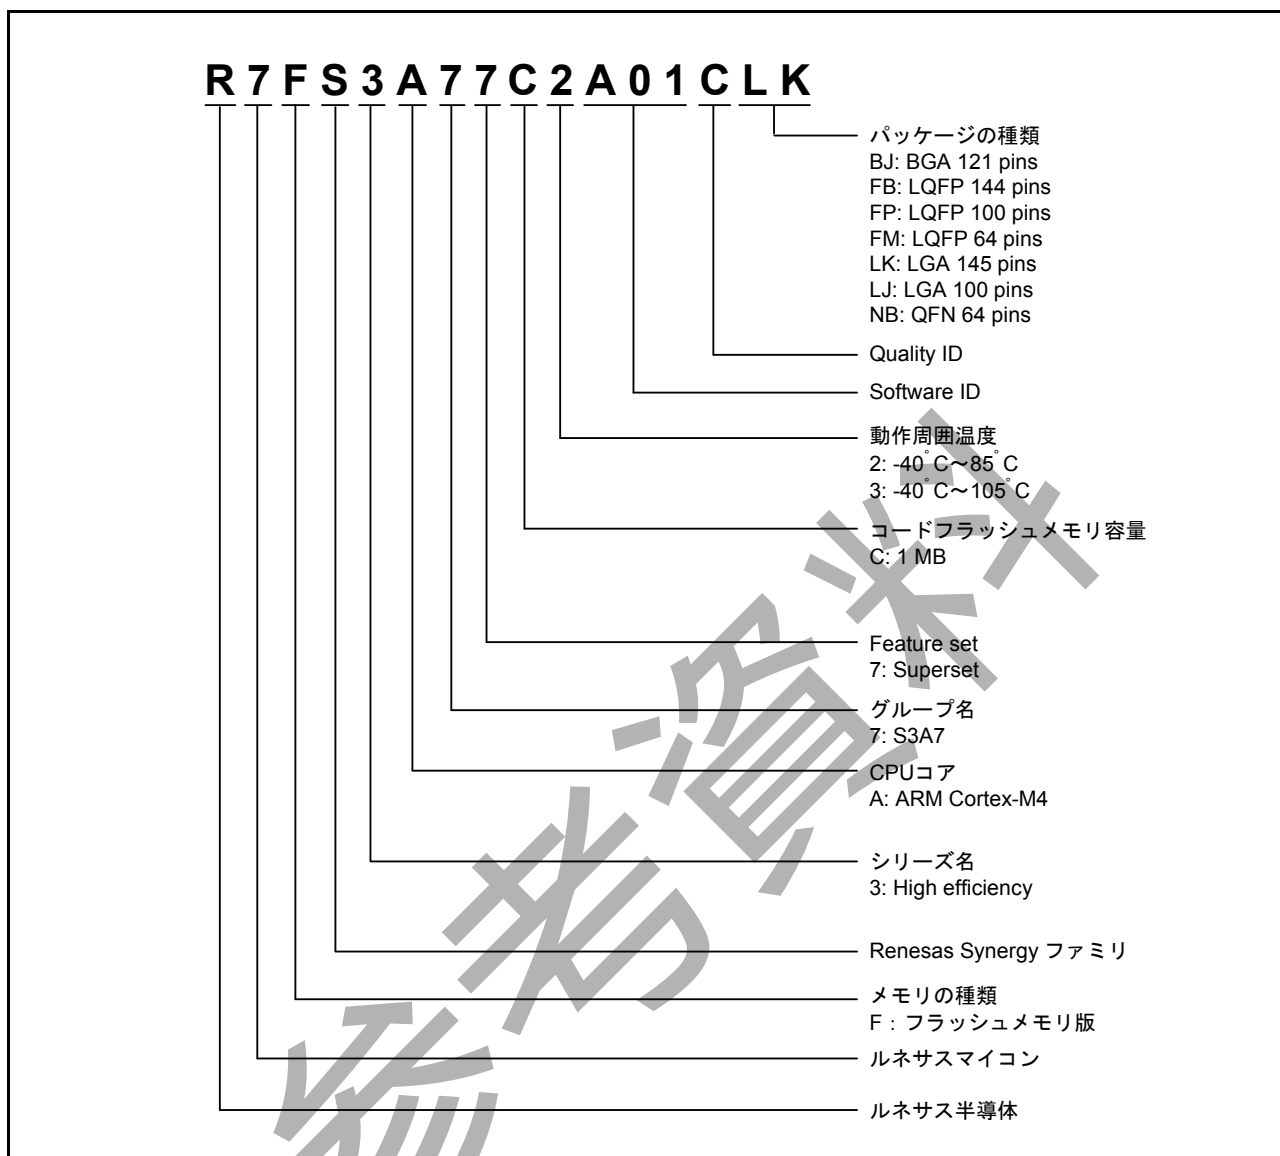 R7FS3A77C2A01CLK
パッケージの種類
BJ: BGA 121 pins
FB: LQFP 144 pins
FP: LQFP 100 pins
FM: LQFP 64 pins
LK: LGA 145 pins
LJ: LGA 100 pins
NB: QFN 64 pins
Quality ID
Software ID
動作周囲温度
2: -40°C～85°C
3: -40°C～105°C
コードフラッシュメモリ容量
C: 1 MB
Feature set
7: Superset
グループ名
7: S3A7
CPUコア
A: ARM Cortex-M4
シリーズ名
3: High efficiency
Renesas Synergy ファミリ
メモリの種類
F：フラッシュメモリ版
ルネサスマイコン
ルネサス半導体
参考資料